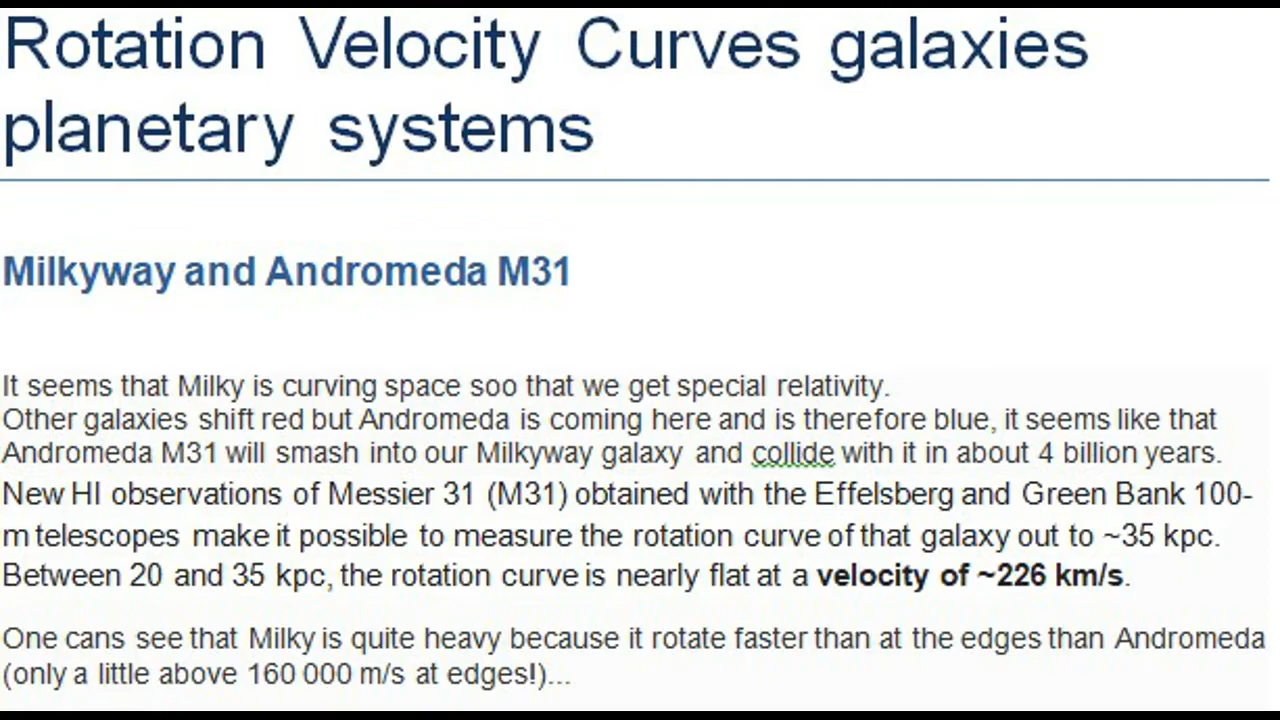 Rotation Velocity Curves galaxies
planetary systems
Milkyway and Andromeda M31
It seems that Milky is curving space soo that we get special relativity.
Other galaxies shift red but Andromeda is coming here and is therefore blue, it seems like that
Andromeda M31 will smash into our Milkyway galaxy and collide with it in about 4 billion years.
New HI observations of Messier 31 (M31) obtained with the Effelsberg and Green Bank 100-
m telescopes make it possible to measure the rotation curve of that galaxy out to ~35 kpc.
Between 20 and 35 kpc, the rotation curve is nearly flat at a velocity of ~226 km/s.
One cans see that Milky is quite heavy because it rotate faster than at the edges than Andromeda
(only a little above 160 000 m/s at edges!)...